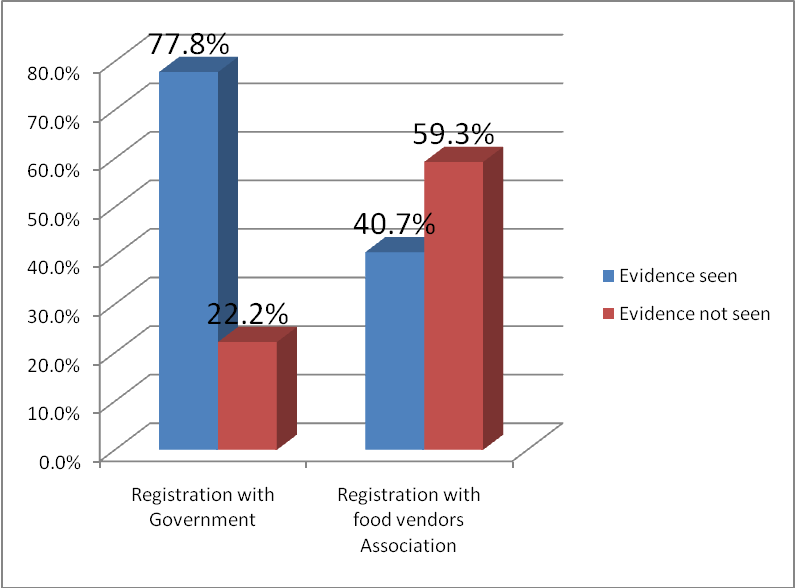 77.8%
59.3%
40.7%
22.2%
80.0%
70.0%
60.0%
50.0%
40.0%
30.0%
20.0%
10.0%
0.0%
Registration with
Government
Registration with
food vendors
Association
Evidence seen
Evidence not seen